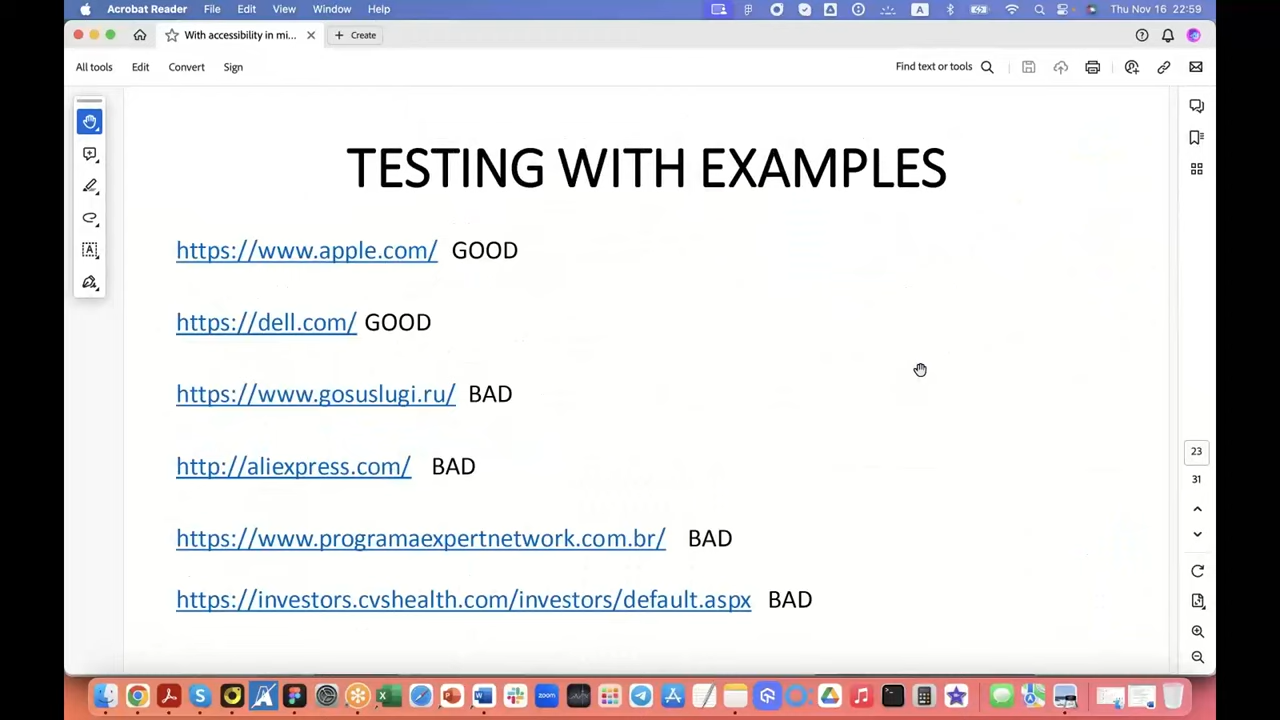 Acrobat Reader File Edit View Window Help A Thu Nov 16 22:59
With accessibility in mi... Create
All tools Edit Convert Sign Find text or tools
TESTING WITH EXAMPLES
https://www.apple.com/ GOOD
https://dell.com/ GOOD
https://www.gosuslugi.ru/ BAD
http://aliexpress.com/ BAD
23
31
https://www.programaexpertnetwork.com.br/ BAD
https://investors.cvshealth.com/investors/default.aspx BAD
zoom